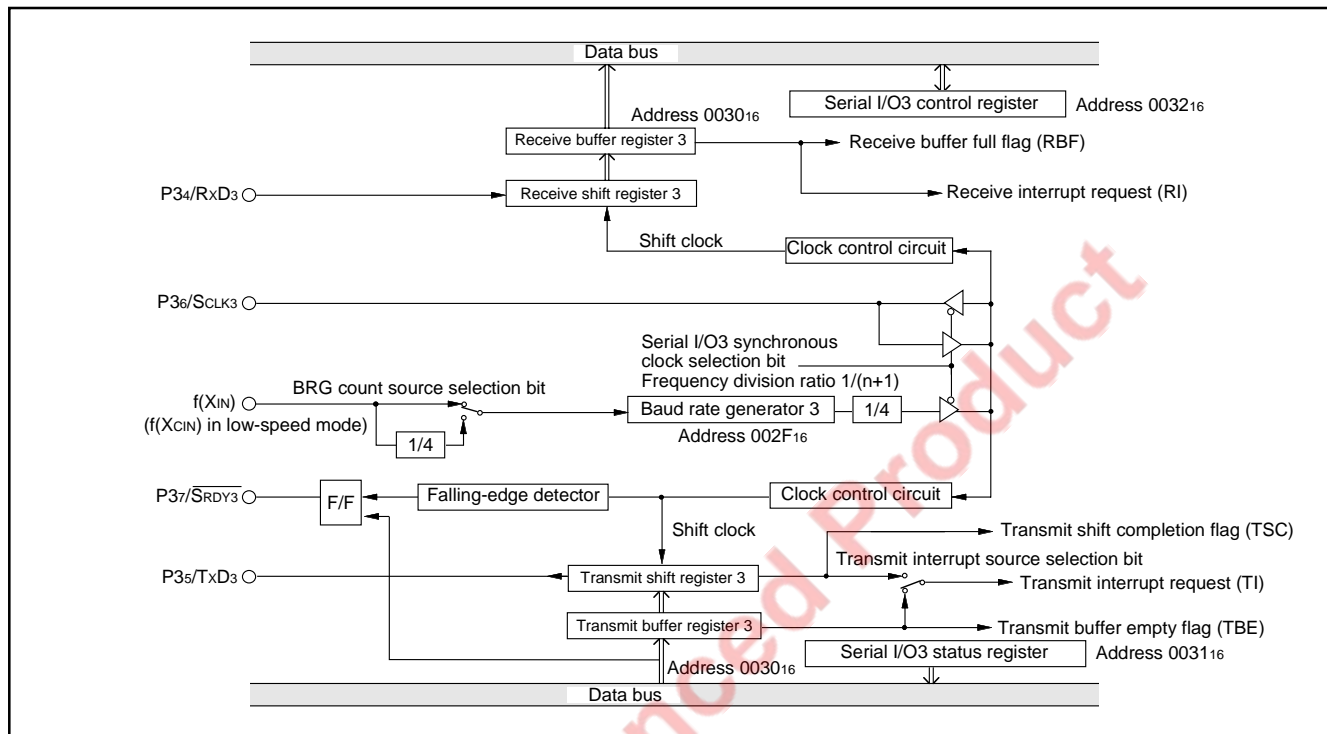 Data bus
Serial I/O3 control register
Address 003216
Address 003016
Receive buffer register 3
Receive buffer full flag (RBF)
P34/RxD3
Receive shift register 3
Receive interrupt request (RI)
Shift clock
Clock control circuit
P36/SCLK3
Serial I/O3 synchronous
clock selection bit
Frequency division ratio 1/(n+1)
BRG count source selection bit
f(XIN)
(f(XCIN) in low-speed mode)
1/4
Baud rate generator 3
1/4
Address 002F16
P37/SRDY3
F/F
Falling-edge detector
Clock control circuit
Shift clock
Transmit shift completion flag (TSC)
Transmit interrupt source selection bit
P35/TxD3
Transmit shift register 3
Transmit interrupt request (TI)
Transmit buffer register 3
Transmit buffer empty flag (TBE)
Serial I/O3 status register
Address 003116
Address 003016
Data bus
Product